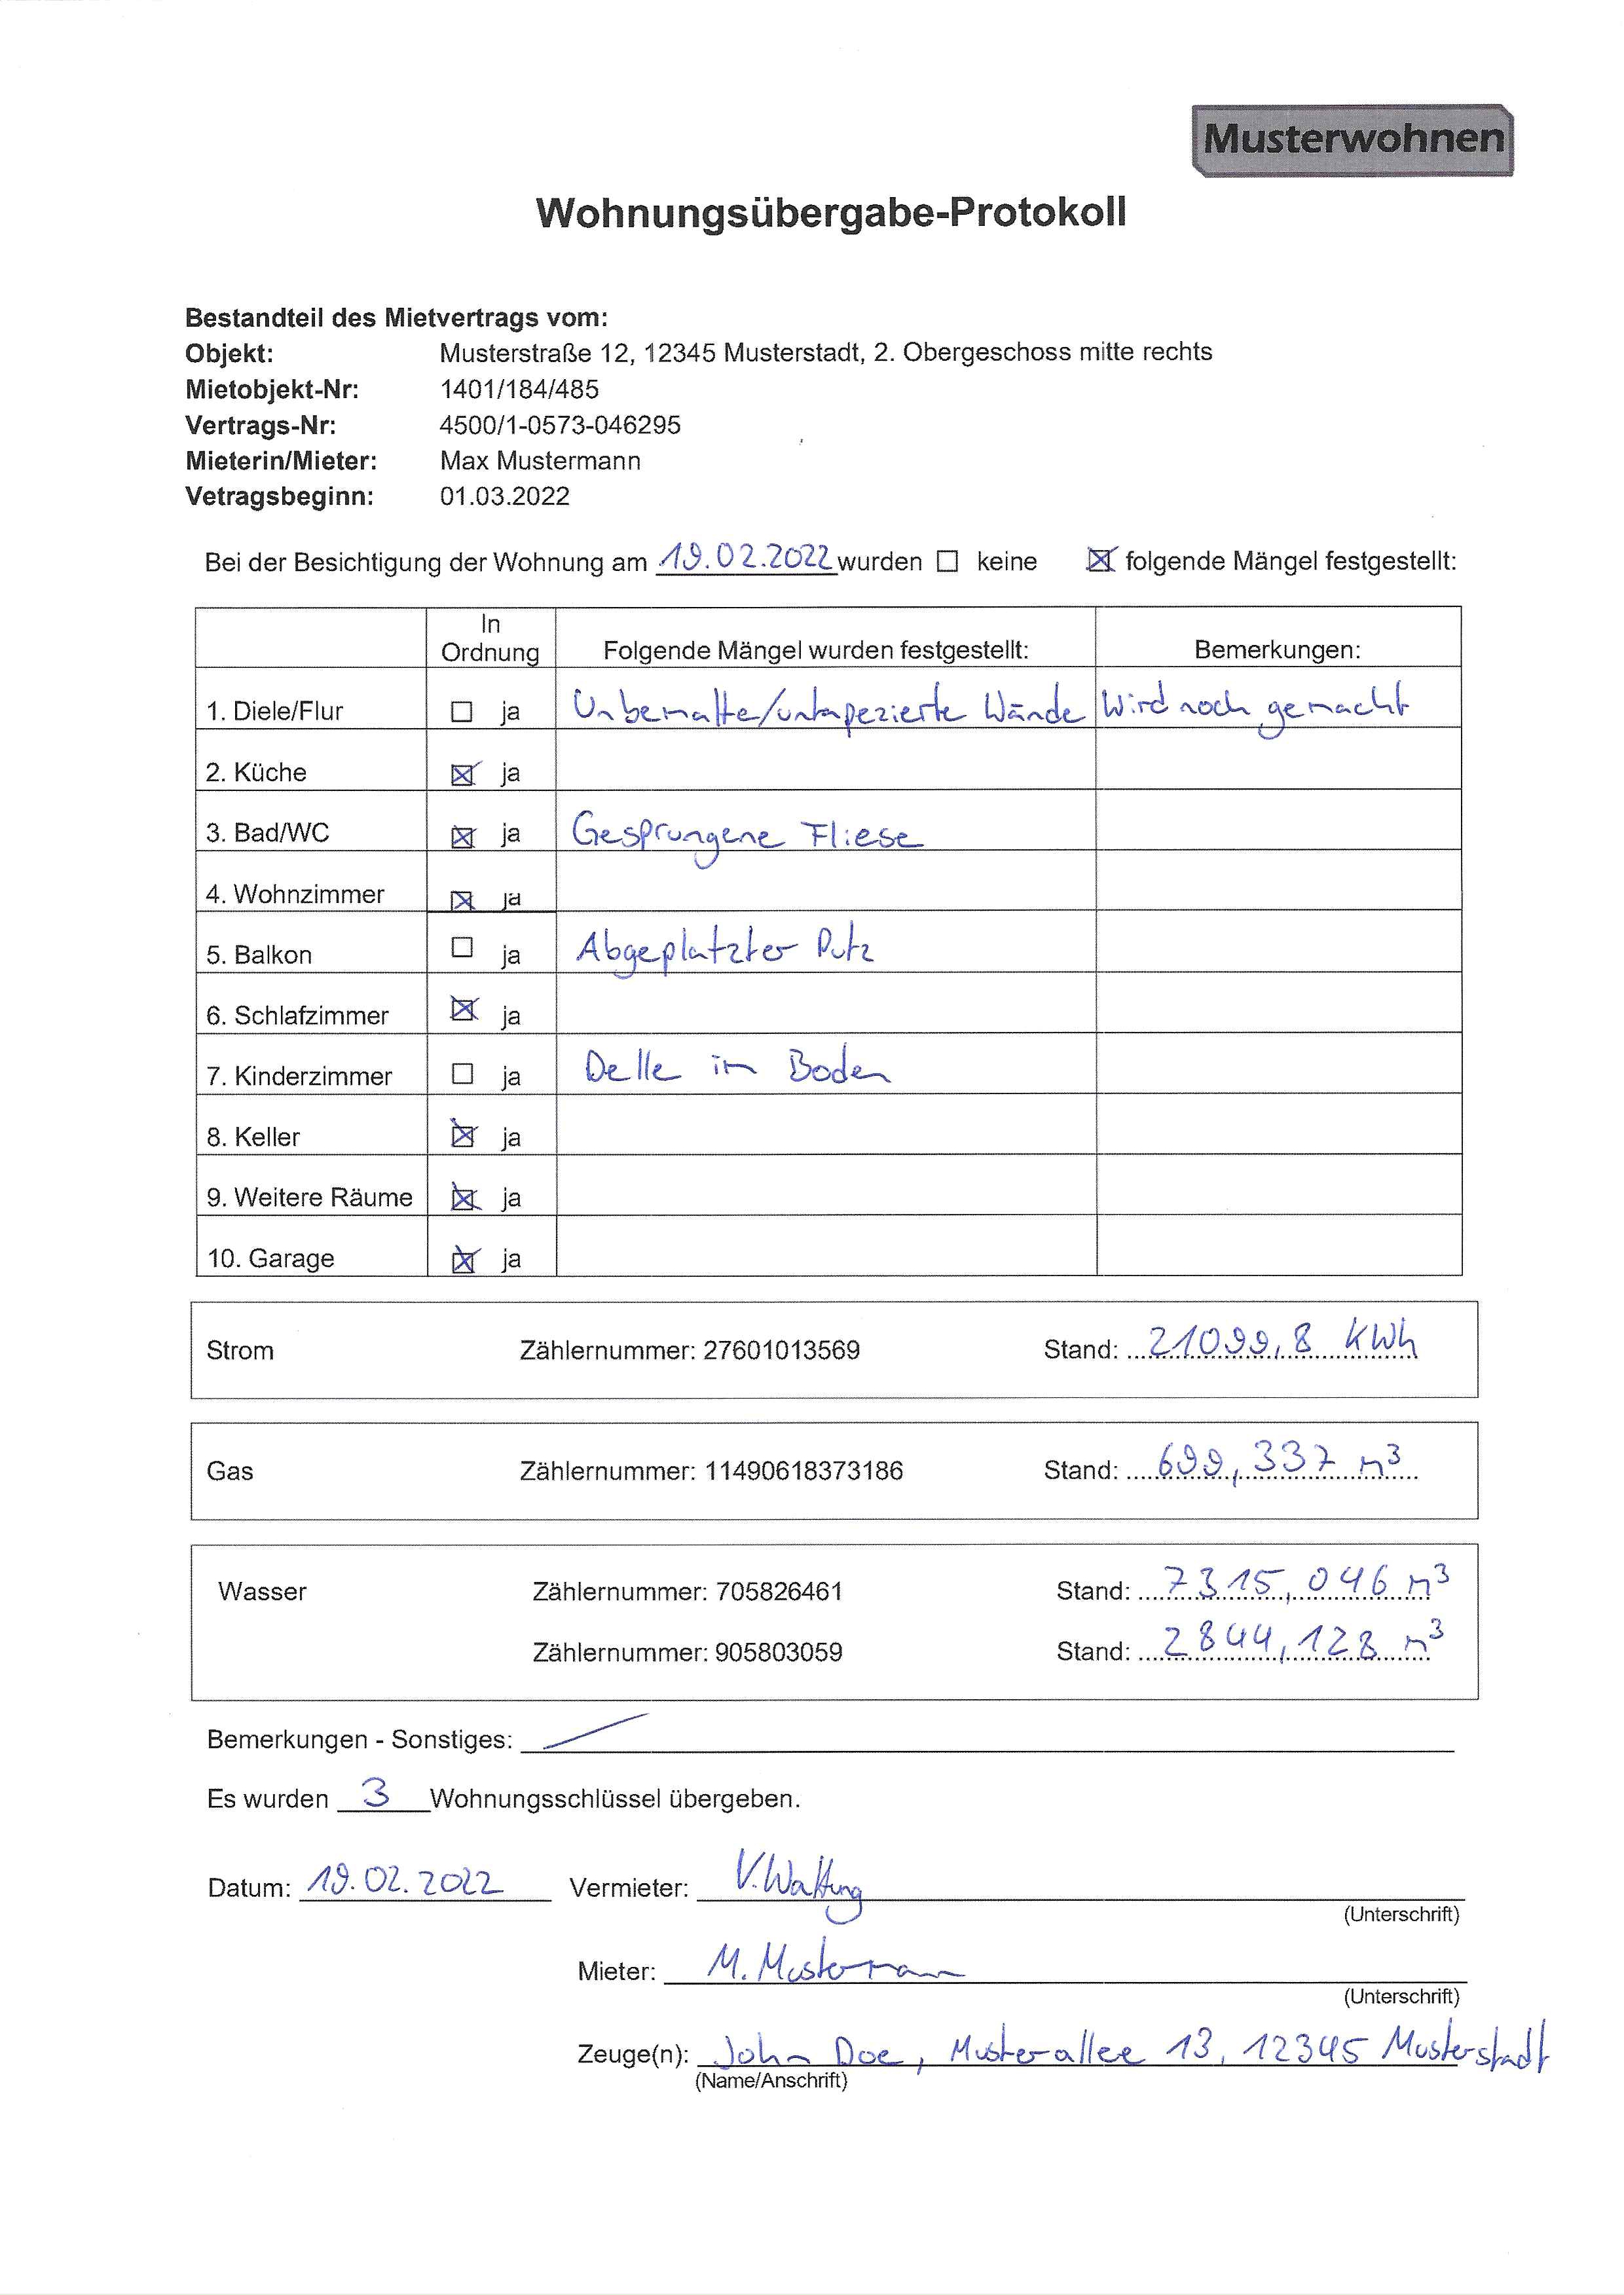 Musterwohnen
Wohnungsübergabe-Protokoll
Bestandteil des Mietvertrags vom:
Objekt: Musterstraße 12, 12345 Musterstadt, 2. Obergeschoss mitte rechts
Mietobjekt-Nr: 1401/184/485
Vertrags-Nr: 4500/1-0573-046295
Mieterin/Mieter: Max Mustermann
Vetragsbeginn: 01.03.2022
Bei der Besichtigung der Wohnung am 19.02.2022 wurden ☐ keine ☒ folgende Mängel festgestellt:
In
Ordnung Folgende Mängel wurden festgestellt: Bemerkungen:
1. Diele/Flur ☐ ja Unbemalte/untapezierte Wände Wird noch gemacht
2. Küche ☒ ja
3. Bad/WC ☒ ja Gesprungene Fliese
4. Wohnzimmer ☒ ja
5. Balkon ☐ ja Abgeplatzter Putz
6. Schlafzimmer ☒ ja
7. Kinderzimmer ☐ ja Delle im Boden
8. Keller ☒ ja
9. Weitere Räume ☒ ja
10. Garage ☒ ja
Strom Zählernummer: 27601013569 Stand: 21099,8 KWh
Gas Zählernummer: 11490618373186 Stand: 699,337 m³
Wasser Zählernummer: 705826461 Stand: 7315,046 m³
Zählernummer: 905803059 Stand: 2844,128 m³
Bemerkungen - Sonstiges:
Es wurden 3 Wohnungsschlüssel übergeben.
Datum: 19.02.2022 Vermieter: V.
(Unterschrift)
Mieter: M. Musterman
(Unterschrift)
Zeuge(n): John Doe, Musterallee 13, 12345 Musterstadt
(Name/Anschrift)